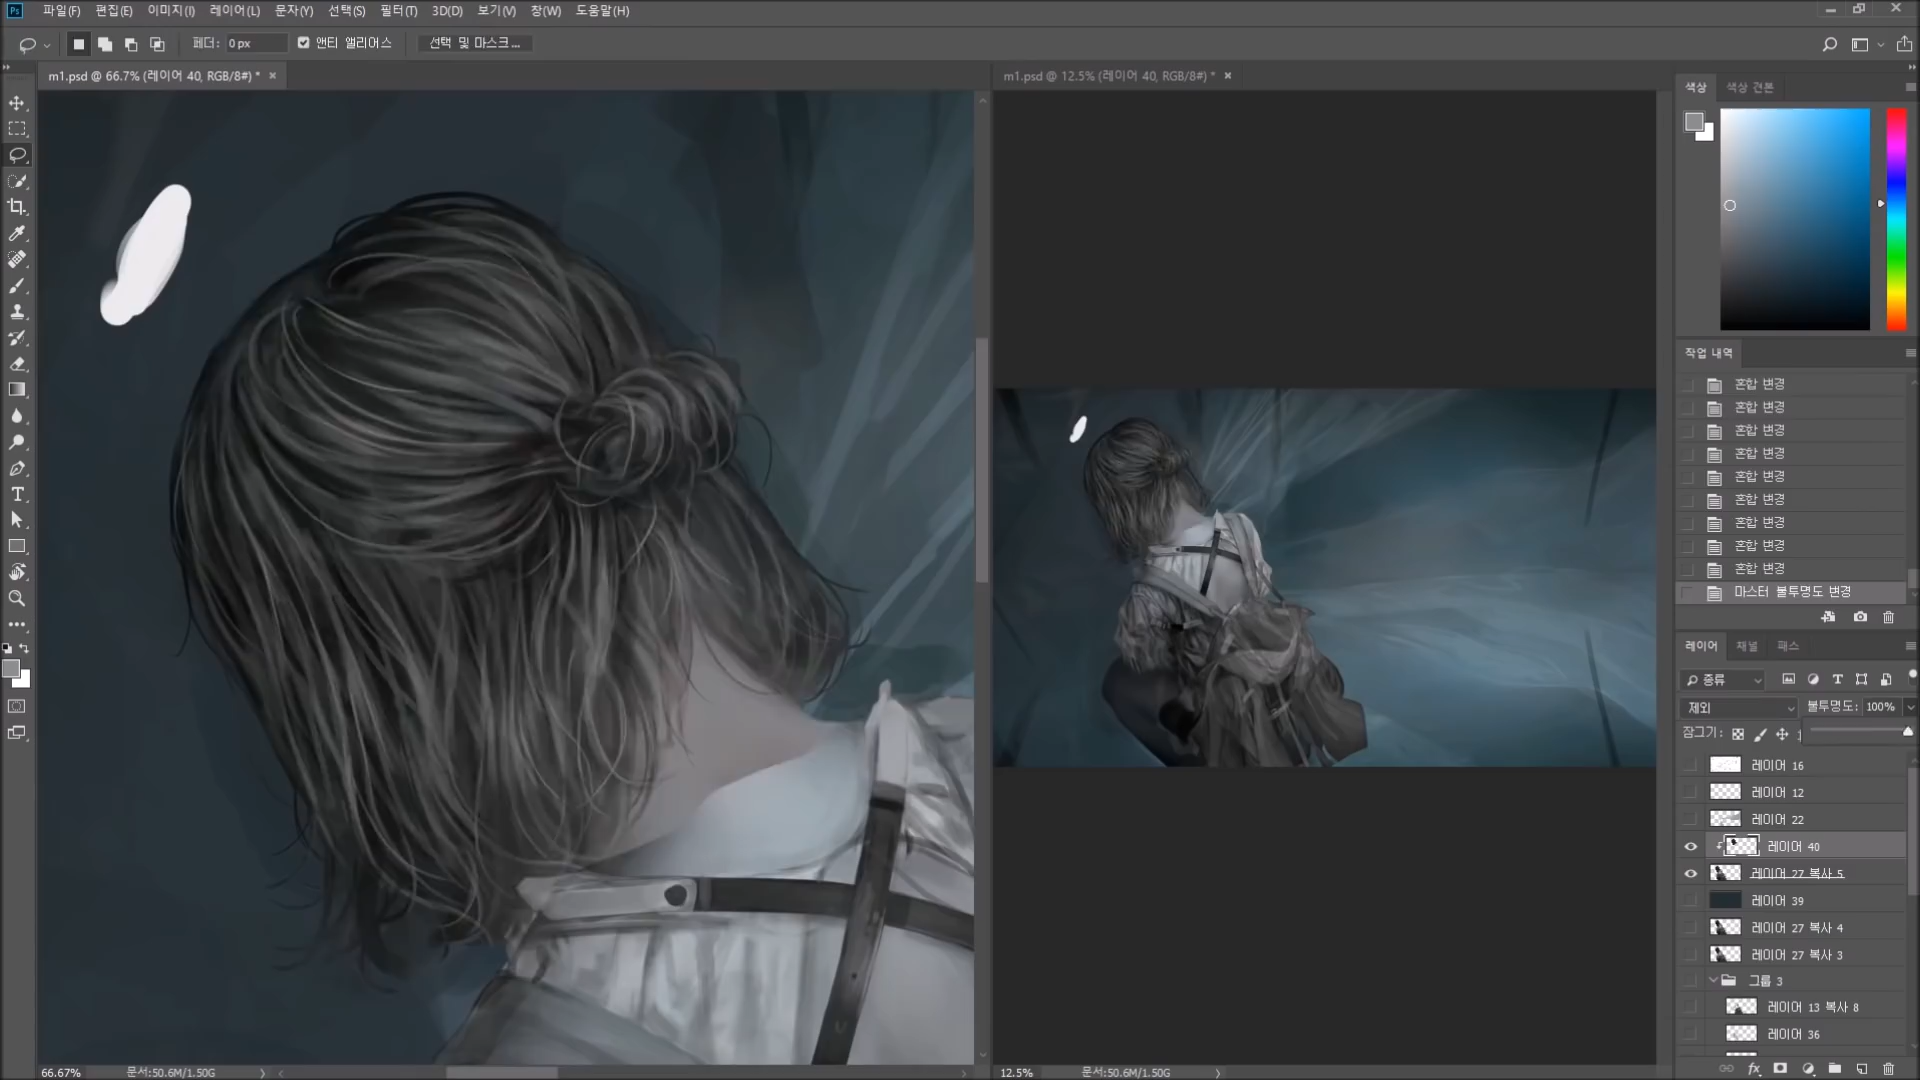 Ps 파일(F) 편집(E) 이미지(I) 레이어(L) 문자(Y) 선택(S) 필터(T) 3D(D) 보기(V) 창(W) 도움말(H)
페더: 0 px 앤티 앨리어스 선택 및 마스크...
m1.psd @ 66.7% (레이어 40, RGB/8#) *
m1.psd @ 12.5% (레이어 40, RGB/8#) *
색상 색상 견본
작업 내역
혼합 변경
혼합 변경
혼합 변경
혼합 변경
혼합 변경
혼합 변경
혼합 변경
혼합 변경
혼합 변경
마스터 불투명도 변경
레이어 채널 패스
종류
제외 불투명도: 100%
잠그기:
레이어 16
레이어 12
레이어 22
레이어 40
레이어 27 복사 5
레이어 39
레이어 27 복사 4
레이어 27 복사 3
그룹 3
레이어 13 복사 8
레이어 36
66.67% 문서:50.6M/1.50G
12.5% 문서:50.6M/1.50G
fx